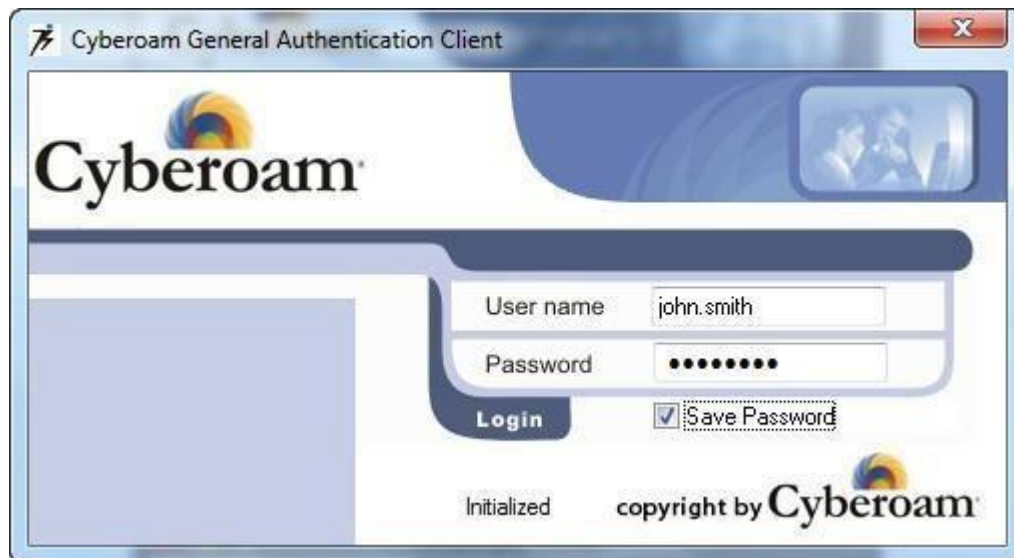 Cyberoam General Authentication Client
Cyberoam
User name john.smith
Password ••••••••
Login Save Password
Initialized copyright by Cyberoam